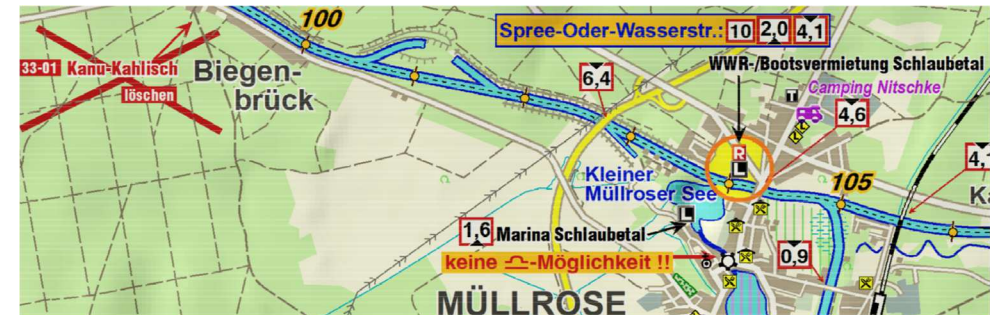 100
Spree-Oder-Wasserstr.: 10 2,0 4,1
33-01 Kanu-Kahlisch
löschen
Biegen-
brück
6,4
WWR-/Bootsvermietung Schlaubetal
Camping Nitschke
4,6
R
L
Kleiner
Müllroser See
105
L
1,6 Marina Schlaubetal
keine -Möglichkeit !!
0,9
MÜLLROSE